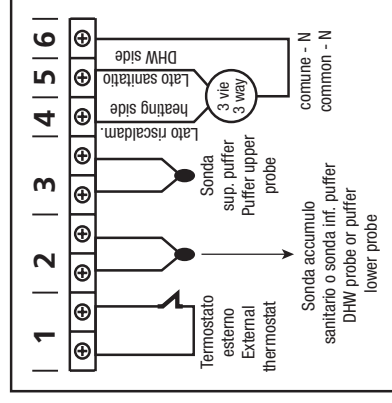 1 2 3 4 5 6
Termostato
esterno
External
thermostat
Sonda accumulo
sanitario o sonda inf. puffer
DHW probe or puffer
lower probe
Sonda
sup. puffer
Puffer upper
probe
Lato riscaldam.
heating side
Lato sanitatio
DHW side
3 vie
3 way
comune - N
common - N